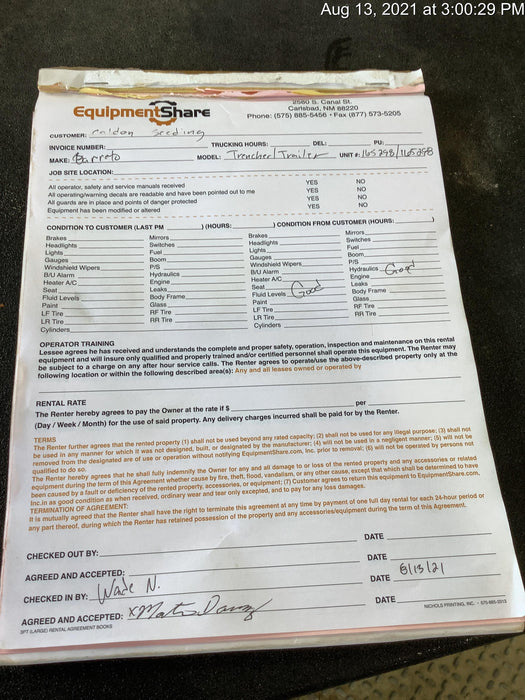 Aug 13, 2021 at 3:00:29 PM
EquipmentShare
2560 S. Canal St.
Carlsbad, NM 88220
Phone: (575) 885-5456 • Fax (877) 573-5205
CUSTOMER: Seeding
INVOICE NUMBER: TRUCKING HOURS: DEL: PU:
MAKE: Barreto MODEL: Trencher/Trailer UNIT #: 1165298/1165298
JOB SITE LOCATION:
All operator, safety and service manuals received YES NO
All operating/warning decals are readable and have been pointed out to me YES NO
All guards are in place and points of danger protected YES NO
Equipment has been modified or altered YES NO
CONDITION TO CUSTOMER (LAST PM ) (HOURS: ) CONDITION FROM CUSTOMER (HOURS: )
Brakes Mirrors Brakes Mirrors
Headlights Switches Headlights Switches
Lights Fuel Lights Fuel
Gauges Boom Gauges Boom
Windshield Wipers P/S Windshield Wipers P/S
B/U Alarm Hydraulics B/U Alarm Hydraulics Good
Heater A/C Engine Heater A/C Engine
Seat Leaks Seat Leaks
Fluid Levels Body Frame Fluid Levels Good Body Frame
Paint Glass Paint Glass
LF Tire RF Tire LF Tire RF Tire
LR Tire RR Tire LR Tire RR Tire
Cylinders Cylinders
OPERATOR TRAINING
Lessee agrees he has received and understands the complete and proper safety, operation, inspection and maintenance on this rental
equipment and will insure only qualified and properly trained and/or certified personnel shall operate this equipment. The Renter may
be subject to a charge on any after hour service calls. The Renter agrees to operate/use the above-described property only at the
following location or within the following described area(s): Any and all leases owned or operated by
RENTAL RATE
The Renter hereby agrees to pay the Owner at the rate if $ per
(Day / Week / Month) for the use of said property. Any delivery charges incurred shall be paid for by the Renter.
TERMS
The Renter further agrees that the rented property (1) shall not be used beyond any rated capacity; (2) shall not be used for any illegal purpose; (3) shall not
be used in any manner for which it was not designed, built, or designated by the manufacturer; (4) will not be used in a negligent manner; (5) will not be
removed from the designated are of use or operation without notifying EquipmentShare.com, Inc. prior to removal; (6) will not be operated by persons not
qualified to do so.
The Renter hereby agrees that he shall fully indemnify the Owner for any and all damage to or loss of the rented property and any accessories or related
equipment during the term of this Agreement whether cause by fire, theft, flood, vandalism, or any other cause, except that which shall be determined to have
been caused by a fault or deficiency of the rented property, accessories, or equipment; (7) Customer agrees to return this equipment to EquipmentShare.com,
Inc.in as good condition as when received, ordinary wear and tear only excepted, and to pay for any loss damages.
TERMINATION OF AGREEMENT:
It is mutually agreed that the Renter shall have the right to terminate this agreement at any time by payment of one full day rental for each 24-hour period or
any part thereof, during which the Renter has retained possession of the property and any accessories/equipment during the term of this Agreement.
CHECKED OUT BY: DATE
AGREED AND ACCEPTED: DATE
CHECKED IN BY: Wade N. DATE 8/13/21
AGREED AND ACCEPTED: X DATE
3PT (LARGE) RENTAL AGREEMENT BOOKS NICHOLS PRINTING, INC. • 575-885-3313